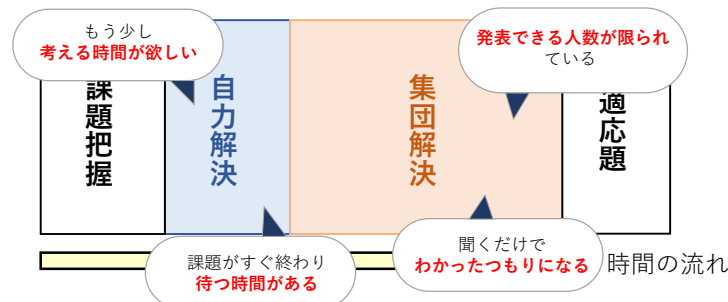 もう少し
考える時間が欲しい
発表できる人数が限られ
ている
課題把握
自力解決
集団解決
適応題
課題がすぐ終わり
待つ時間がある
聞くだけで
わかったつもりになる
時間の流れ